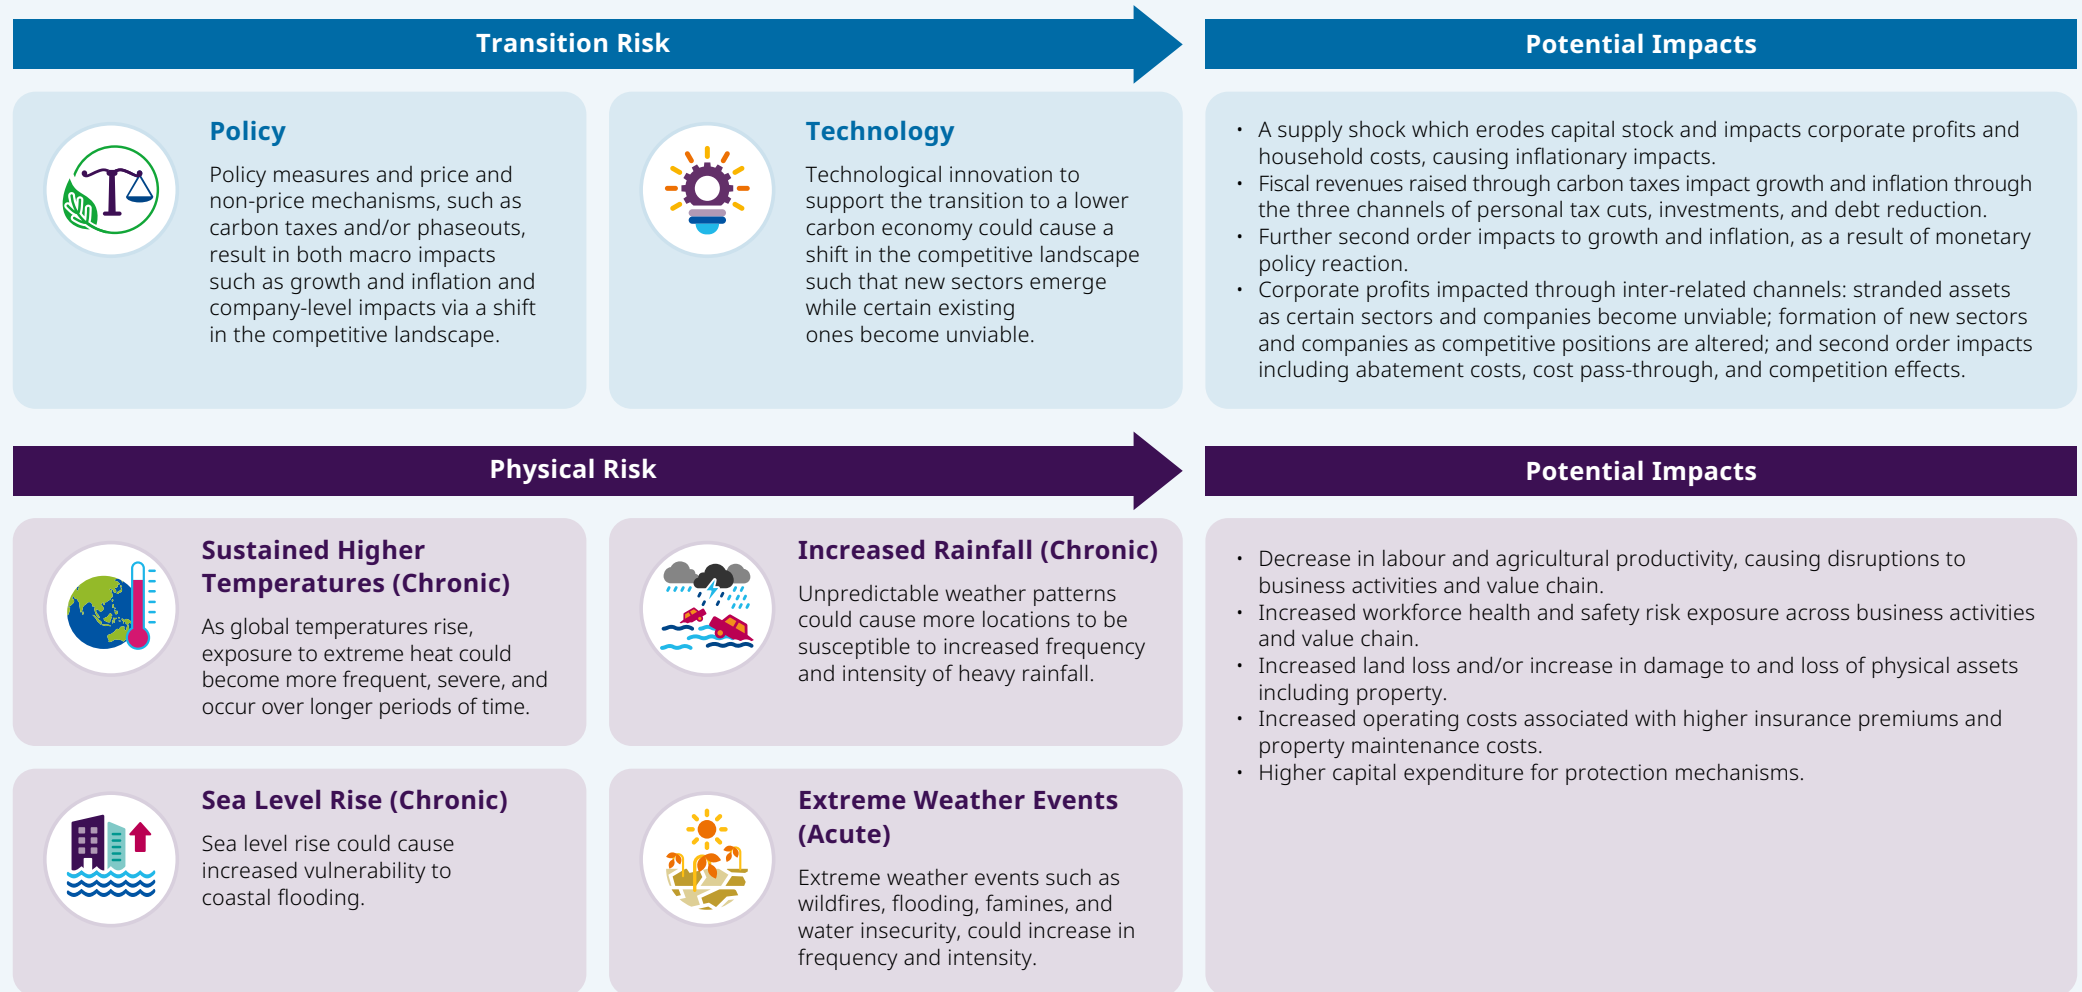 Transition Risk
Potential Impacts
Policy
Policy measures and price and
non-price mechanisms, such as
carbon taxes and/or phaseouts,
result in both macro impacts
such as growth and inflation and
company-level impacts via a shift
in the competitive landscape.
Technology
Technological innovation to
support the transition to a lower
carbon economy could cause a
shift in the competitive landscape
such that new sectors emerge
while certain existing
ones become unviable.
• A supply shock which erodes capital stock and impacts corporate profits and
household costs, causing inflationary impacts.
• Fiscal revenues raised through carbon taxes impact growth and inflation through
the three channels of personal tax cuts, investments, and debt reduction.
• Further second order impacts to growth and inflation, as a result of monetary
policy reaction.
• Corporate profits impacted through inter-related channels: stranded assets
as certain sectors and companies become unviable; formation of new sectors
and companies as competitive positions are altered; and second order impacts
including abatement costs, cost pass-through, and competition effects.
Physical Risk
Potential Impacts
Sustained Higher
Temperatures (Chronic)
As global temperatures rise,
exposure to extreme heat could
become more frequent, severe, and
occur over longer periods of time.
Increased Rainfall (Chronic)
Unpredictable weather patterns
could cause more locations to be
susceptible to increased frequency
and intensity of heavy rainfall.
Sea Level Rise (Chronic)
Sea level rise could cause
increased vulnerability to
coastal flooding.
Extreme Weather Events
(Acute)
Extreme weather events such as
wildfires, flooding, famines, and
water insecurity, could increase in
frequency and intensity.
• Decrease in labour and agricultural productivity, causing disruptions to
business activities and value chain.
• Increased workforce health and safety risk exposure across business activities
and value chain.
• Increased land loss and/or increase in damage to and loss of physical assets
including property.
• Increased operating costs associated with higher insurance premiums and
property maintenance costs.
• Higher capital expenditure for protection mechanisms.